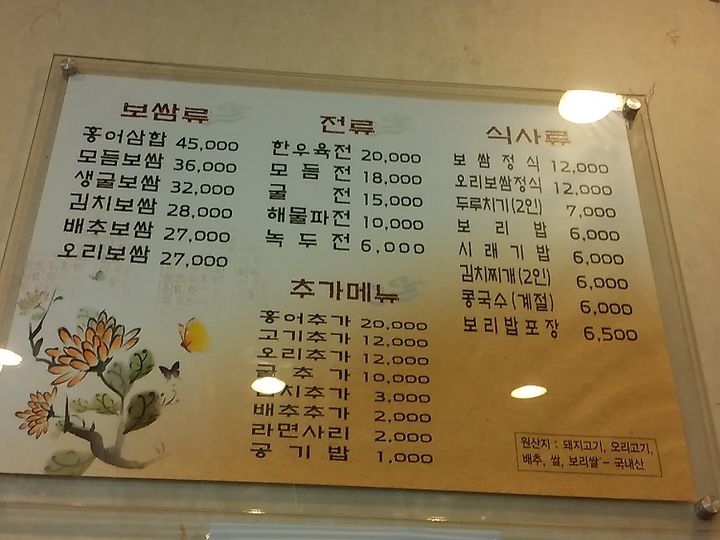 보쌈류
홍어삼합 45,000
모듬보쌈 36,000
생굴보쌈 32,000
김치보쌈 28,000
배추보쌈 27,000
오리보쌈 27,000
전류
한우육전 20,000
모듬전 18,000
굴전 15,000
해물파전 10,000
녹두전 6,000
추가메뉴
홍어추가 20,000
고기추가 12,000
오리추가 12,000
굴추가 10,000
김치추가 3,000
배추추가 2,000
라면사리 2,000
공기밥 1,000
식사류
보쌈정식 12,000
오리보쌈정식 12,000
두루치기(2인) 7,000
보리밥 6,000
시래기밥 6,000
김치찌개(2인) 6,000
콩국수(계절) 6,000
보리밥포장 6,500
원산지 : 돼지고기, 오리고기,
배추, 쌀, 보리쌀 - 국내산